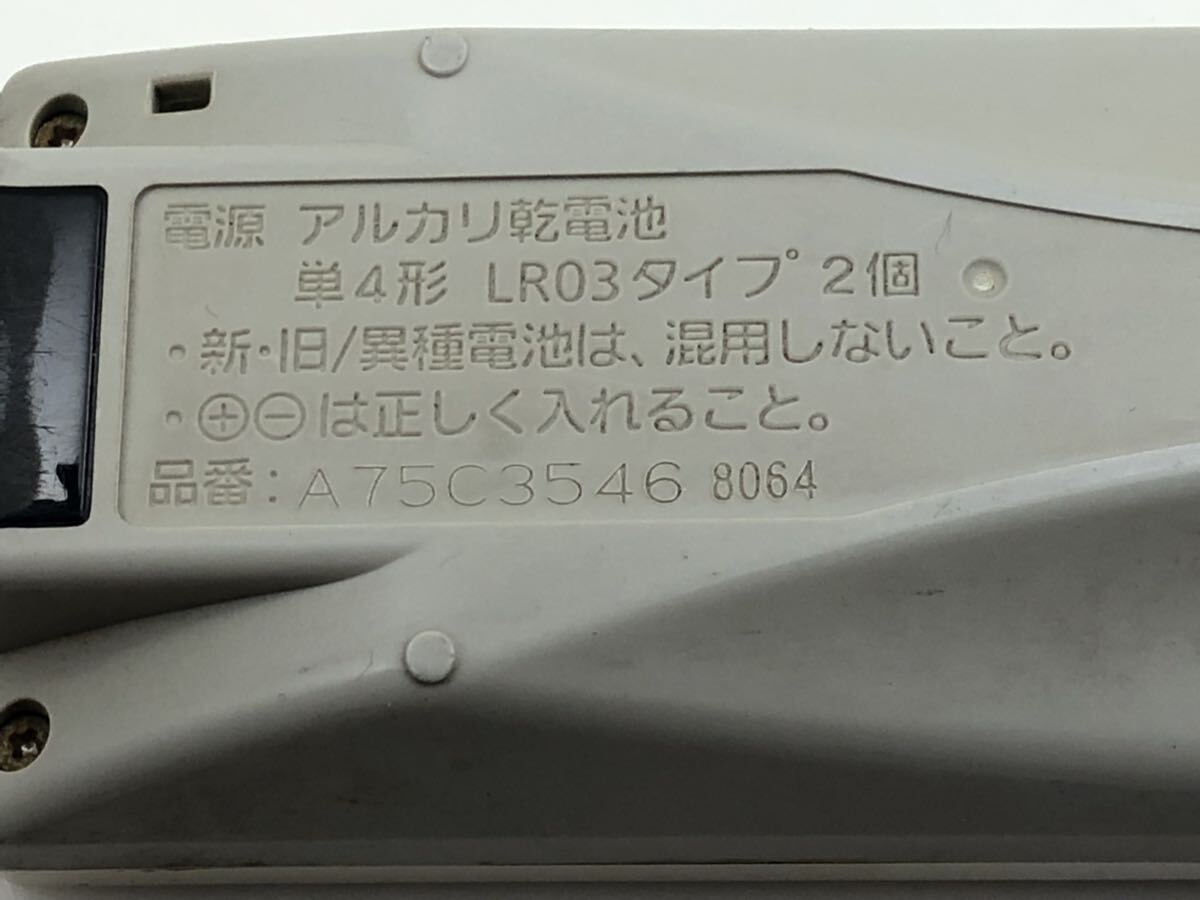 電源 アルカリ乾電池
単4形 LR03タイプ 2個
・新・旧/異種電池は、混用しないこと。
・⊕⊖は正しく入れること。
品番：A75C3546 8064